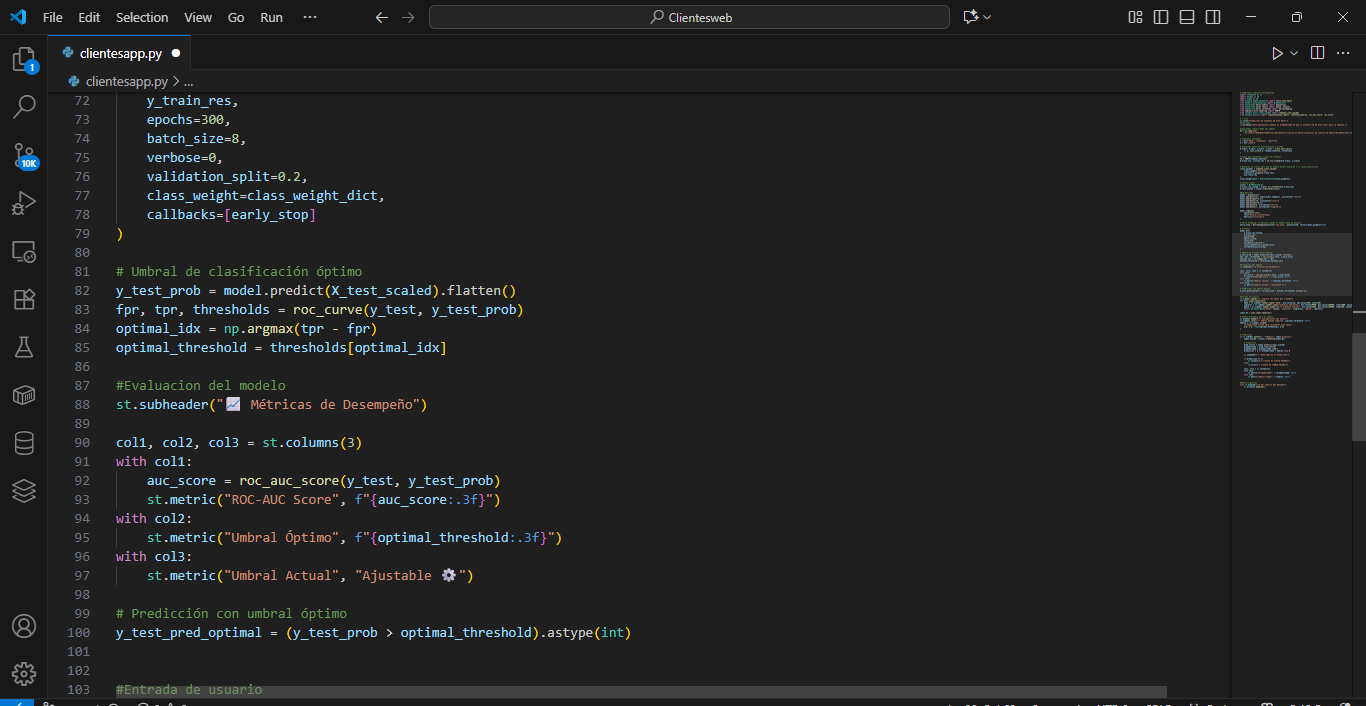 File Edit Selection View Go Run ··· Clientesweb
clientesapp.py
1
clientesapp.py > ...
10K
72 y_train_res,
73 epochs=300,
74 batch_size=8,
75 verbose=0,
76 validation_split=0.2,
77 class_weight=class_weight_dict,
78 callbacks=[early_stop]
79 )
80
81 # Umbral de clasificación óptimo
82 y_test_prob = model.predict(X_test_scaled).flatten()
83 fpr, tpr, thresholds = roc_curve(y_test, y_test_prob)
84 optimal_idx = np.argmax(tpr - fpr)
85 optimal_threshold = thresholds[optimal_idx]
86
87 #Evaluacion del modelo
88 st.subheader("📈 Métricas de Desempeño")
89
90 col1, col2, col3 = st.columns(3)
91 with col1:
92 auc_score = roc_auc_score(y_test, y_test_prob)
93 st.metric("ROC-AUC Score", f"{auc_score:.3f}")
94 with col2:
95 st.metric("Umbral Óptimo", f"{optimal_threshold:.3f}")
96 with col3:
97 st.metric("Umbral Actual", "Ajustable ⚙️")
98
99 # Predicción con umbral óptimo
100 y_test_pred_optimal = (y_test_prob > optimal_threshold).astype(int)
101
102
103 #Entrada de usuario